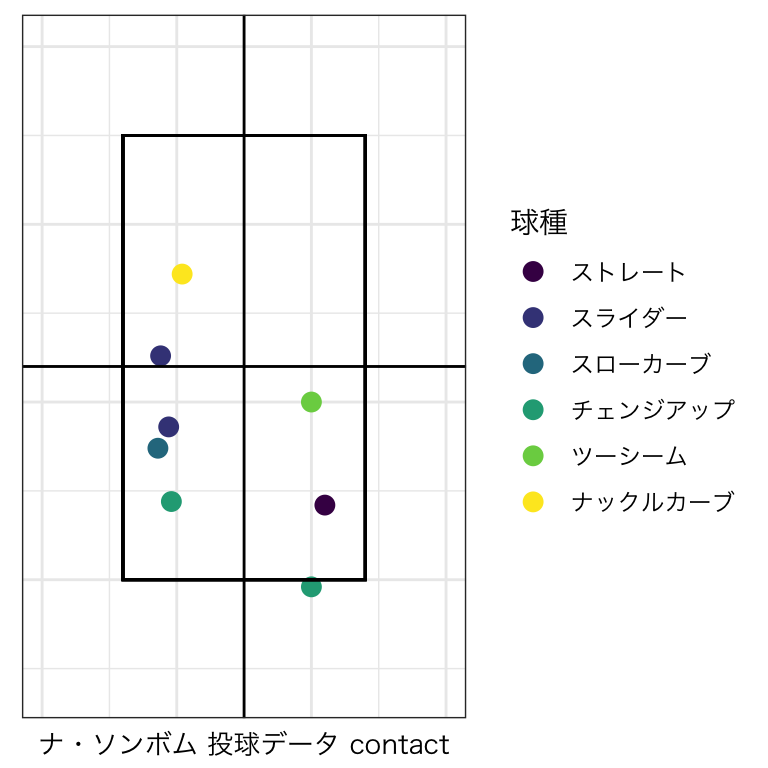 球種
ストレート
スライダー
スローカーブ
チェンジアップ
ツーシーム
ナックルカーブ
ナ・ソンボム 投球データ contact